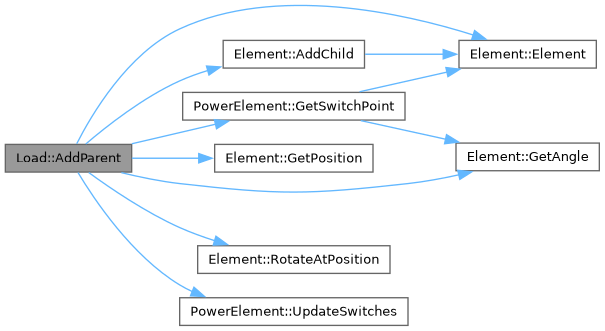 Element::AddChild
Element::Element
PowerElement::GetSwitchPoint
Load::AddParent
Element::GetPosition
Element::GetAngle
Element::RotateAtPosition
PowerElement::UpdateSwitches